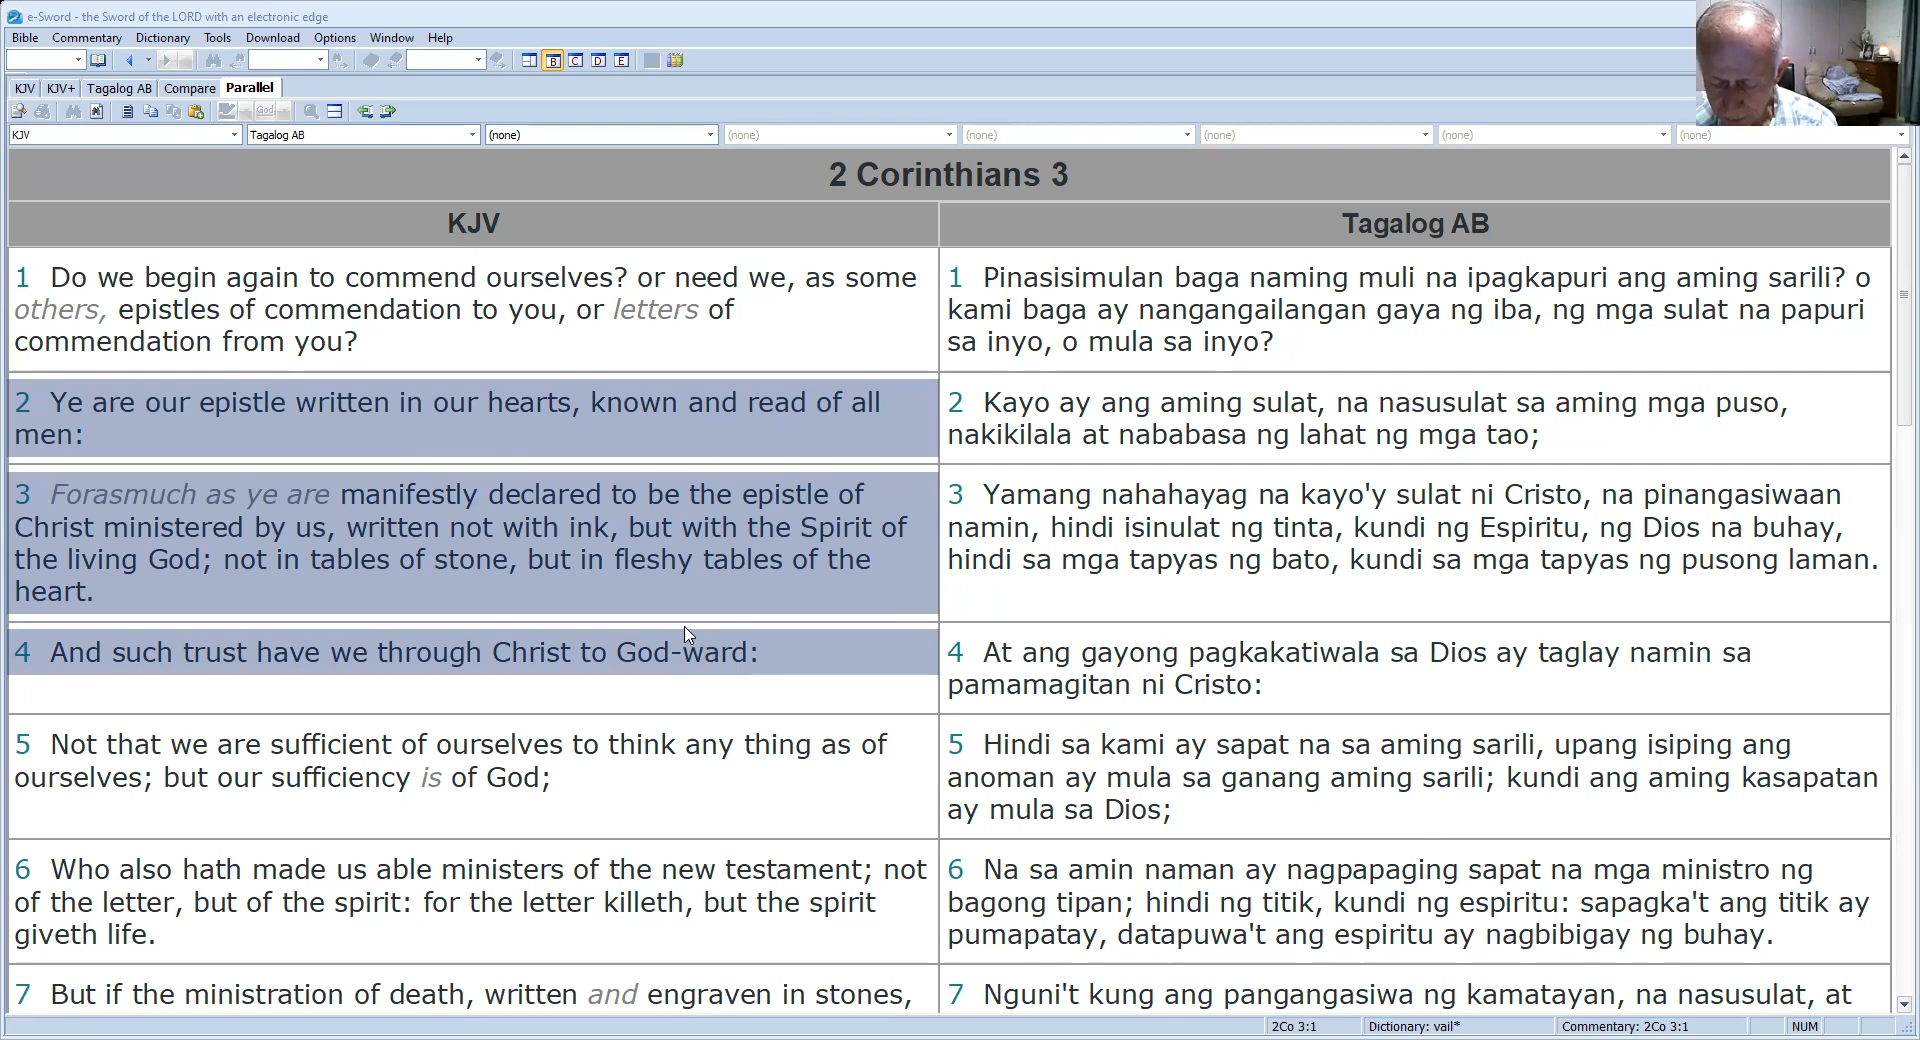 e-Sword - the Sword of the LORD with an electronic edge
Bible Commentary Dictionary Tools Download Options Window Help
B C D E
KJV KJV+ Tagalog AB Compare Parallel
God
KJV Tagalog AB (none) (none) (none) (none) (none) (none)
2 Corinthians 3
KJV
1 Do we begin again to commend ourselves? or need we, as some
others, epistles of commendation to you, or letters of
commendation from you?
2 Ye are our epistle written in our hearts, known and read of all
men:
3 Forasmuch as ye are manifestly declared to be the epistle of
Christ ministered by us, written not with ink, but with the Spirit of
the living God; not in tables of stone, but in fleshy tables of the
heart.
4 And such trust have we through Christ to God-ward:
5 Not that we are sufficient of ourselves to think any thing as of
ourselves; but our sufficiency is of God;
6 Who also hath made us able ministers of the new testament; not
of the letter, but of the spirit: for the letter killeth, but the spirit
giveth life.
7 But if the ministration of death, written and engraven in stones,
Tagalog AB
1 Pinasisimulan baga naming muli na ipagkapuri ang aming sarili? o
kami baga ay nangangailangan gaya ng iba, ng mga sulat na papuri
sa inyo, o mula sa inyo?
2 Kayo ay ang aming sulat, na nasusulat sa aming mga puso,
nakikilala at nababasa ng lahat ng mga tao;
3 Yamang nahahayag na kayo'y sulat ni Cristo, na pinangasiwaan
namin, hindi isinulat ng tinta, kundi ng Espiritu, ng Dios na buhay,
hindi sa mga tapyas ng bato, kundi sa mga tapyas ng pusong laman.
4 At ang gayong pagkakatiwala sa Dios ay taglay namin sa
pamamagitan ni Cristo:
5 Hindi sa kami ay sapat na sa aming sarili, upang isiping ang
anoman ay mula sa ganang aming sarili; kundi ang aming kasapatan
ay mula sa Dios;
6 Na sa amin naman ay nagpapaging sapat na mga ministro ng
bagong tipan; hindi ng titik, kundi ng espiritu: sapagka't ang titik ay
pumapatay, datapuwa't ang espiritu ay nagbibigay ng buhay.
7 Nguni't kung ang pangangasiwa ng kamatayan, na nasusulat, at
2Co 3:1 Dictionary: vail* Commentary: 2Co 3:1 NUM